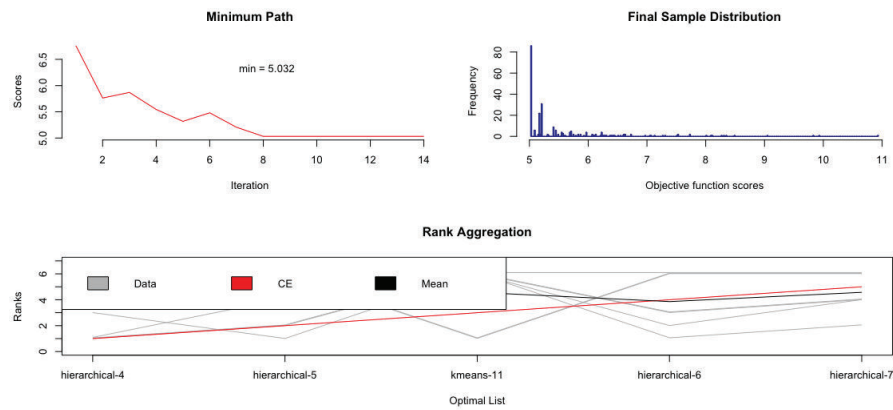 Minimum Path
Scores
5.0 5.5 6.0 6.5
min = 5.032
2 4 6 8 10 12 14
Iteration
Final Sample Distribution
Frequency
0 20 40 60 80
5 6 7 8 9 10 11
Objective function scores
Rank Aggregation
Ranks
0 2 4 6
Data CE Mean
hierarchical-4 hierarchical-5 kmeans-11 hierarchical-6 hierarchical-7
Optimal List